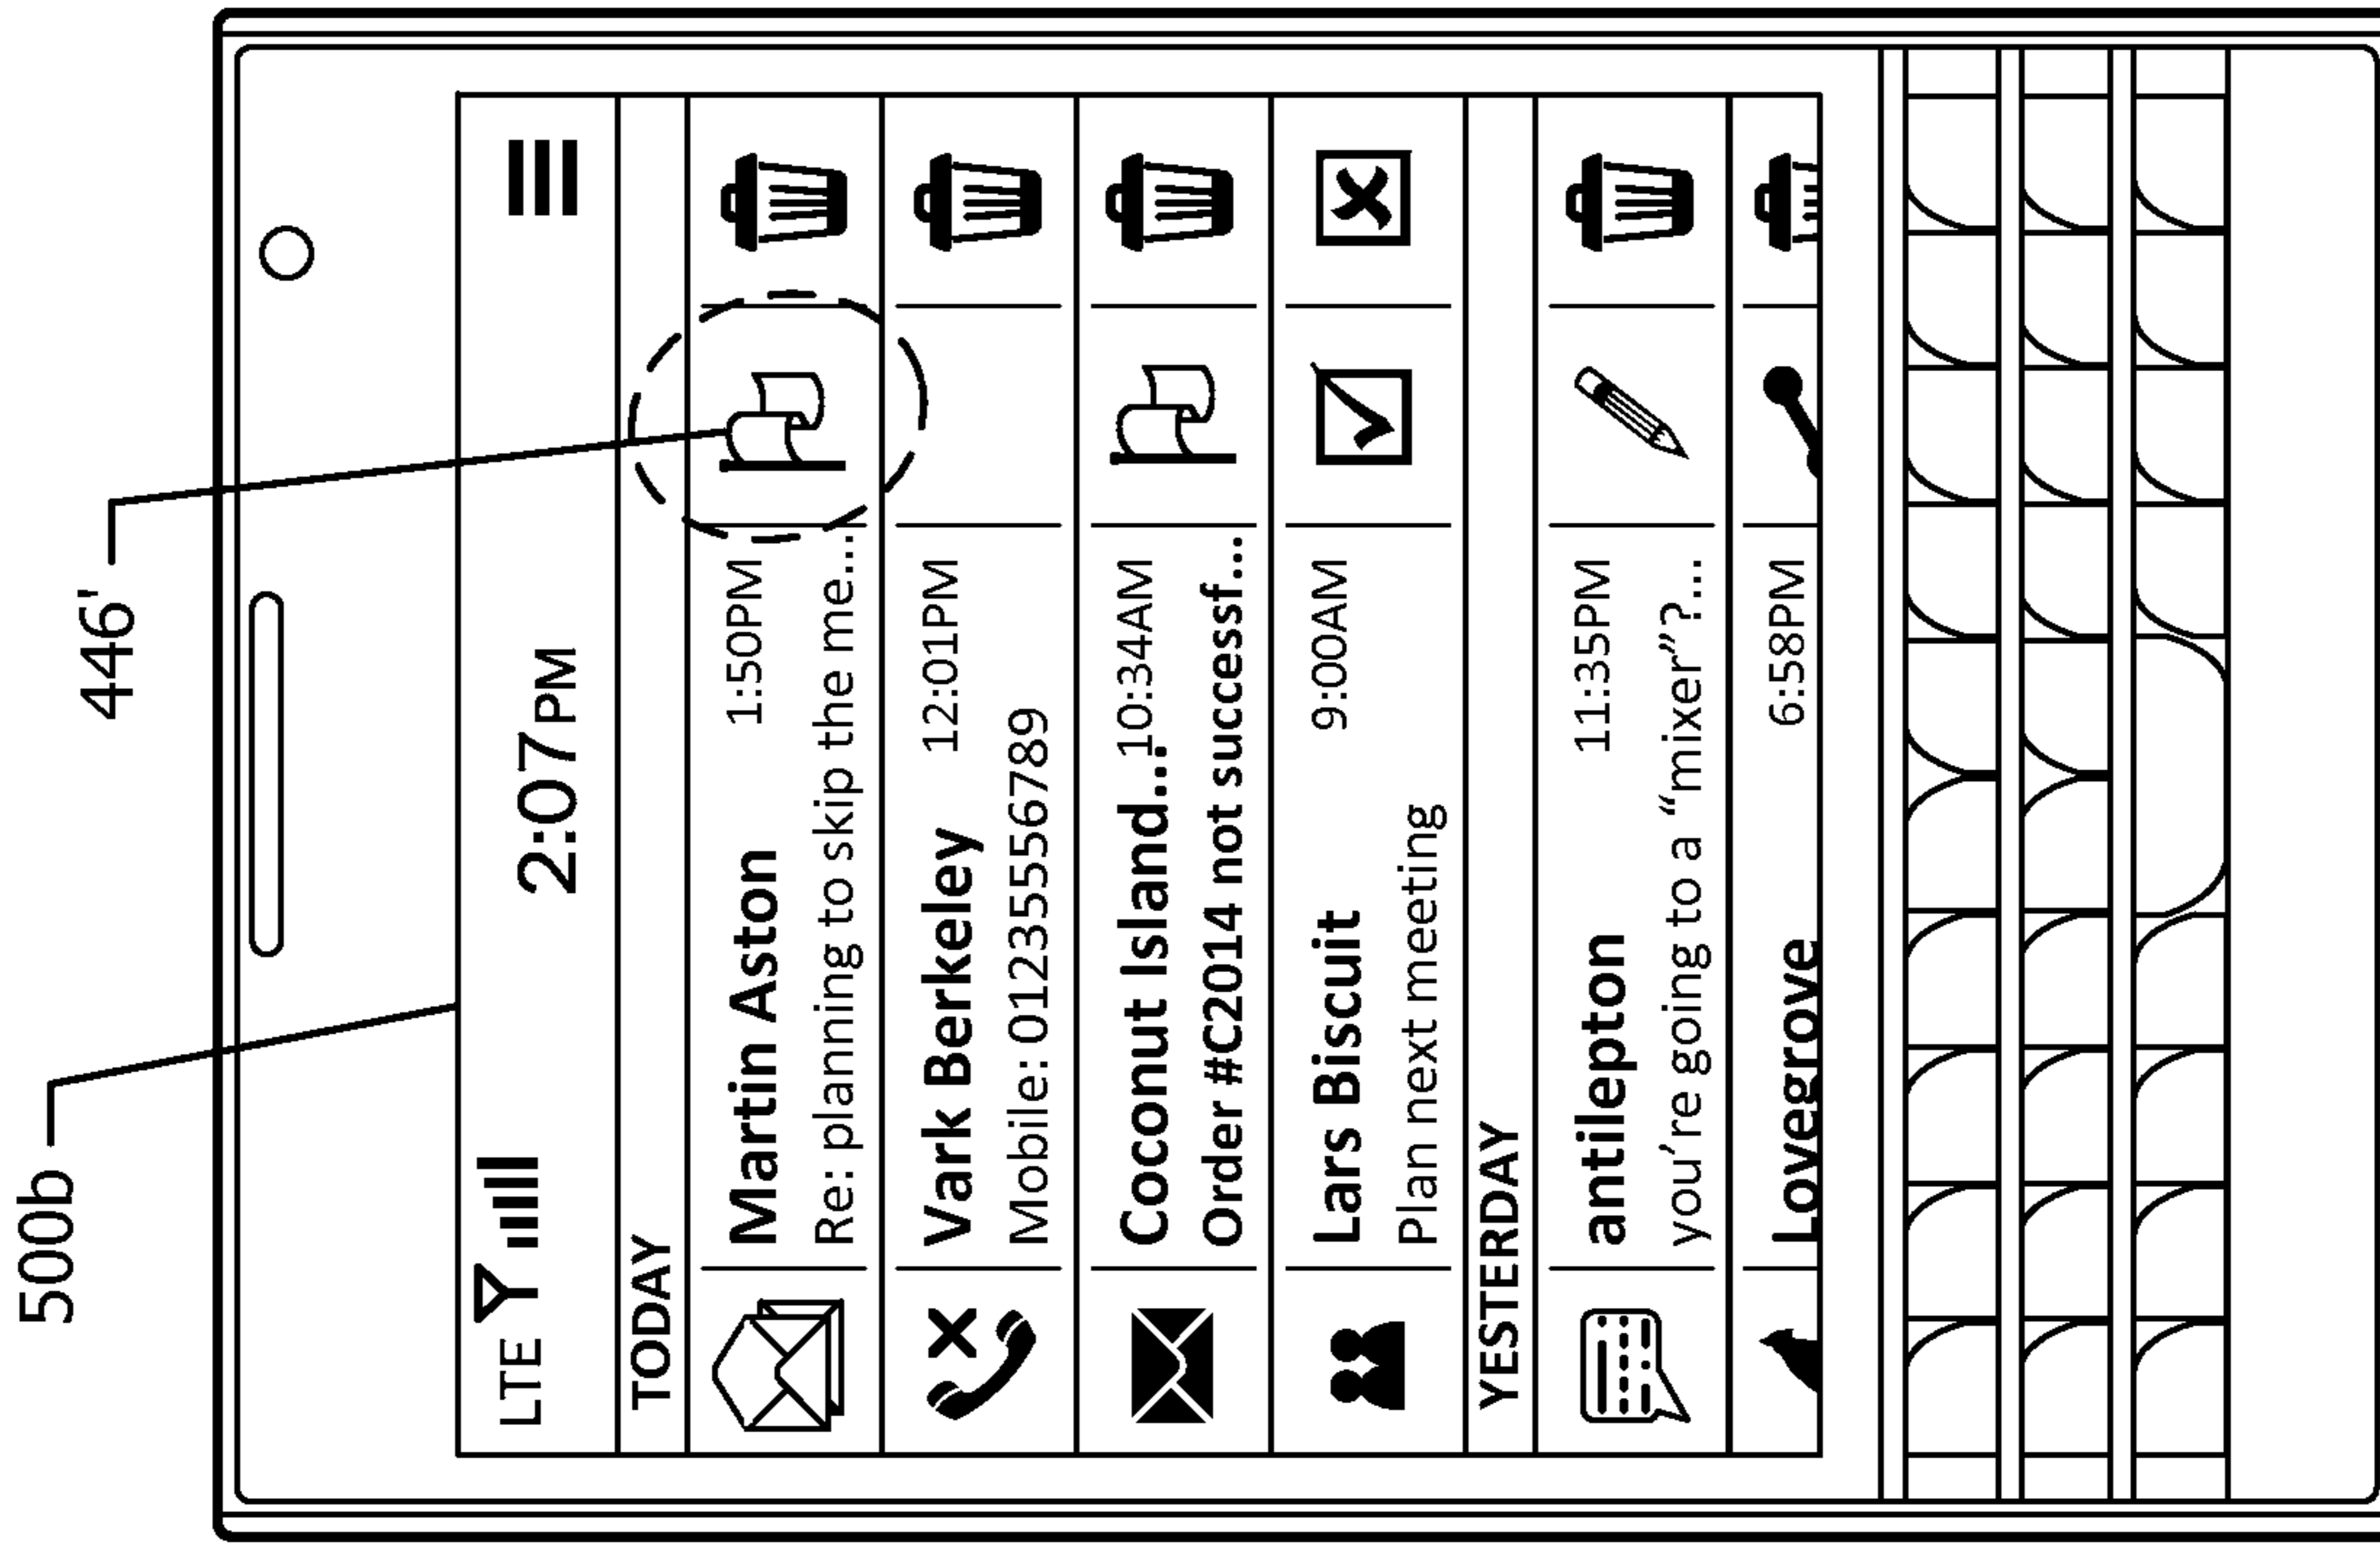 500b
446'
LTE 2:07PM
TODAY
Martin Aston 1:50PM
Re: planning to skip the me...
Vark Berkeley 12:01PM
Mobile: 01235556789
Coconut Island... 10:34AM
Order #C2014 not successf...
Lars Biscuit 9:00AM
Plan next meeting
YESTERDAY
antilepton 11:35PM
you're going to a “mixer”?...
Lovegrove 6:58PM